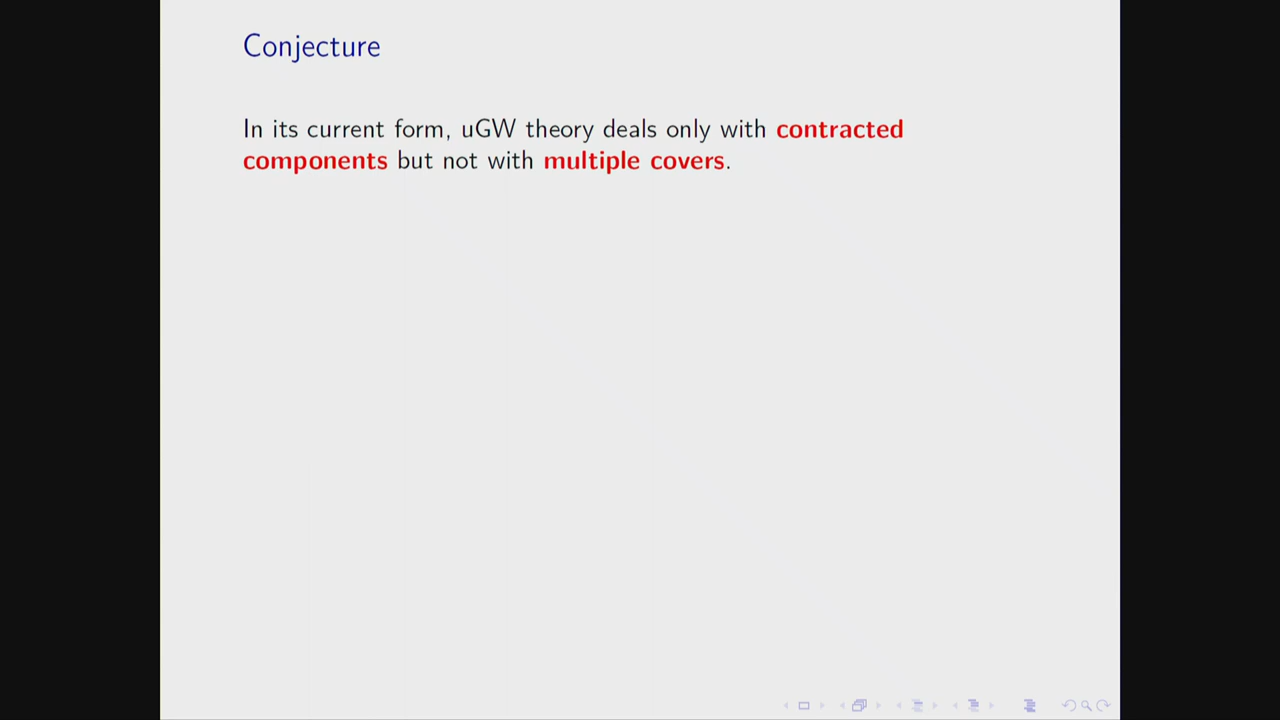 Conjecture
In its current form, uGW theory deals only with contracted
components but not with multiple covers.